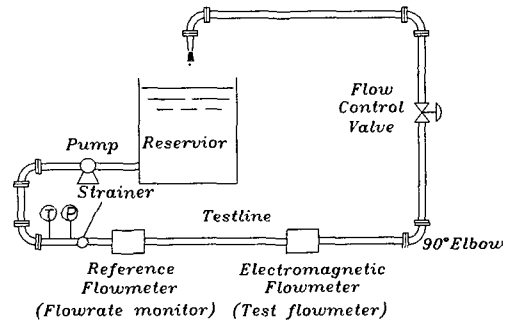 Flow
Control
Valve
Pump
Reservior
Strainer
T P
Testline
90°Elbow
Reference
Flowmeter
(Flowrate monitor)
Electromagnetic
Flowmeter
(Test flowmeter)